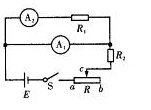 A₂ R₁
A₁ R₂
c
E S a R b